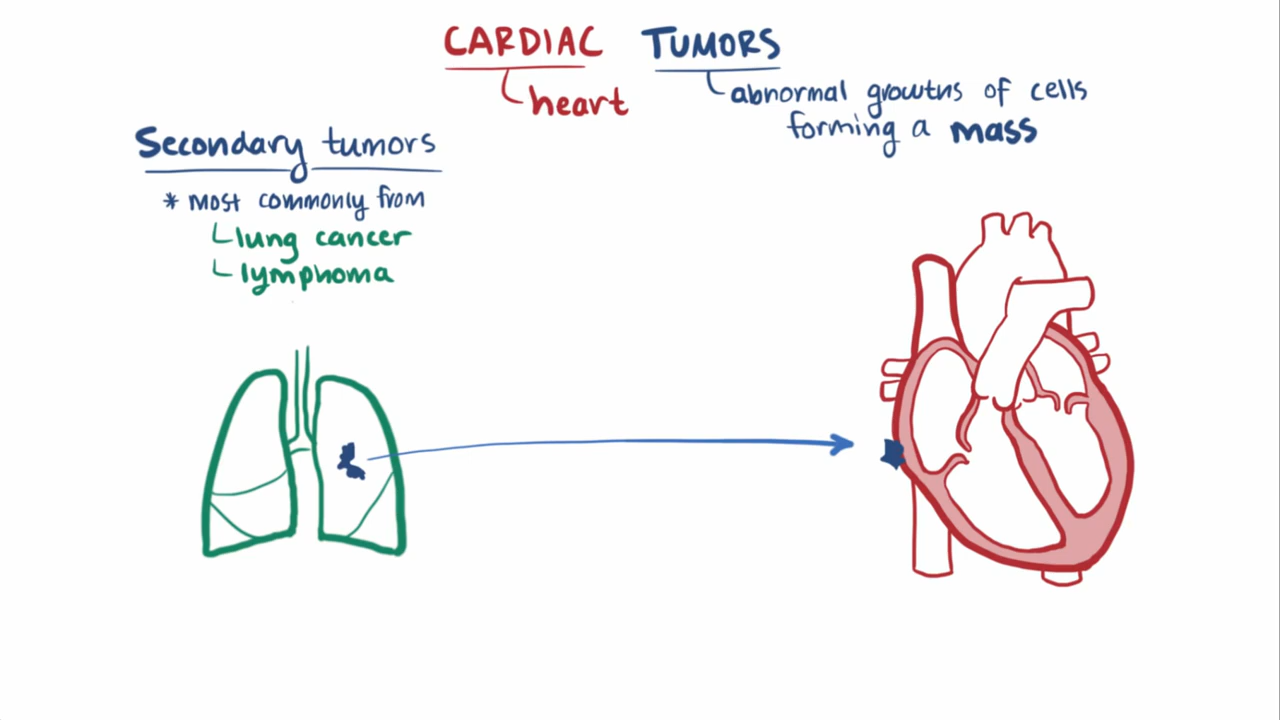 CARDIAC TUMORS
heart
abnormal growths of cells
forming a mass
Secondary tumors
* most commonly from
lung cancer
lymphoma